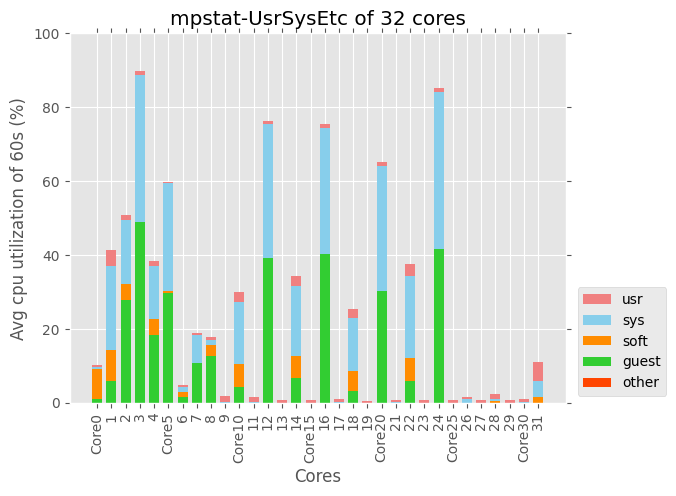 mpstat-UsrSysEtc of 32 cores
Avg cpu utilization of 60s (%)
100
80
60
40
20
0
Core0
1
2
3
4
Core5
6
7
8
9
Core10
11
12
13
14
Core15
16
17
18
19
Core20
21
22
23
24
Core25
26
27
28
29
Core30
31
Cores
usr
sys
soft
guest
other